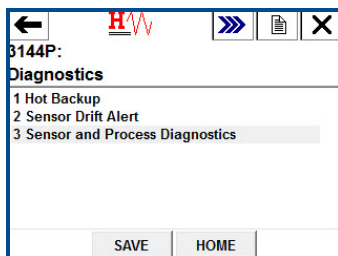 H
3144P:
Diagnostics
1 Hot Backup
2 Sensor Drift Alert
3 Sensor and Process Diagnostics
SAVE HOME